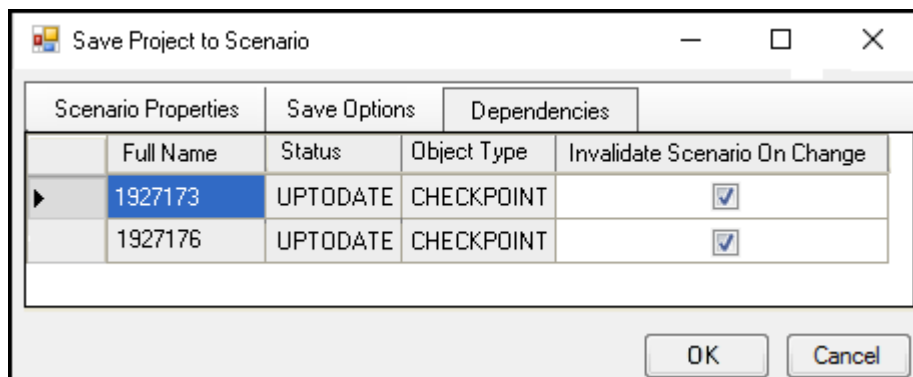 Save Project to Scenario
Scenario Properties Save Options Dependencies
Full Name Status Object Type Invalidate Scenario On Change
1927173 UPTODATE CHECKPOINT
1927176 UPTODATE CHECKPOINT
OK Cancel